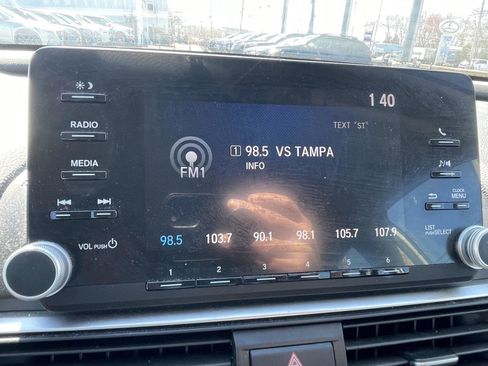 1 40
RADIO
TEXT "ST"
MEDIA
1 98.5 VS TAMPA
INFO
FM1
CLOCK
MENU
VOL PUSH
LIST
PUSH SELECT
98.5 103.7 90.1 98.1 105.7 107.9
1 2 3 4 5 6